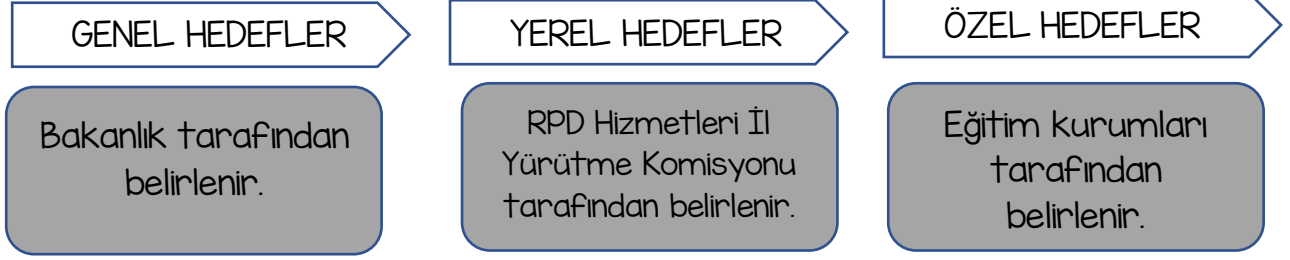 GENEL HEDEFLER
Bakanlık tarafından
belirlenir.
YEREL HEDEFLER
RPD Hizmetleri İl
Yürütme Komisyonu
tarafından belirlenir.
ÖZEL HEDEFLER
Eğitim kurumları
tarafından
belirlenir.